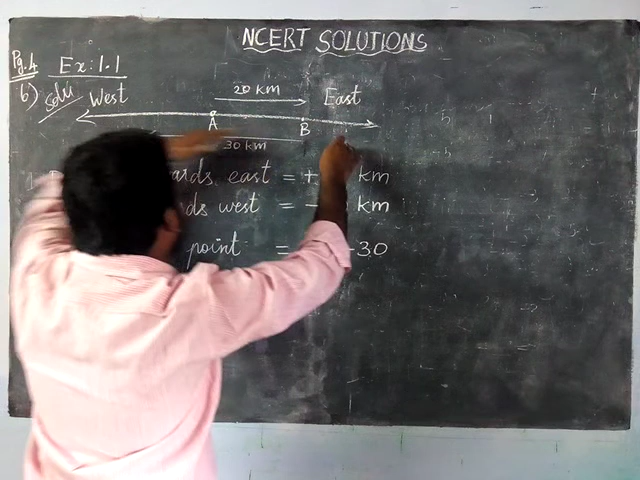 NCERT SOLUTIONS
Pg.4 Ex:1.1
6) Solu
20 km
West East
A B
30 km
ards east = + km
ds west = - km
point = -30